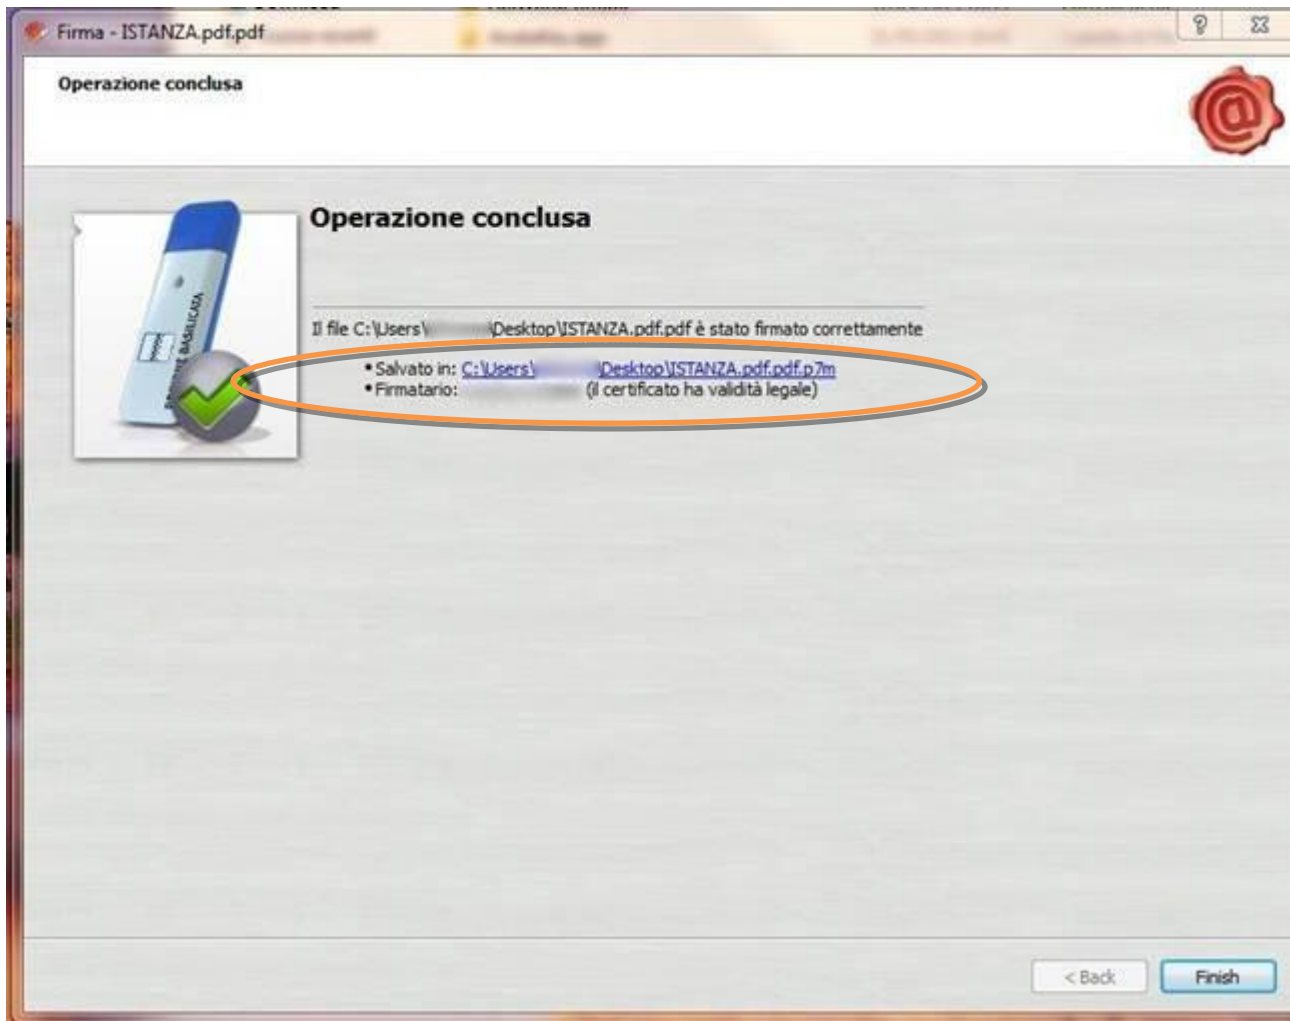 Firma - ISTANZA.pdf.pdf
Operazione conclusa
@
Operazione conclusa
BASILICATA
Il file C:\Users\ \Desktop\ISTANZA.pdf.pdf è stato firmato correttamente
• Salvato in: C:\Users\ \Desktop\ISTANZA.pdf.pdf.p7m
• Firmatario: (il certificato ha validità legale)
< Back Finish